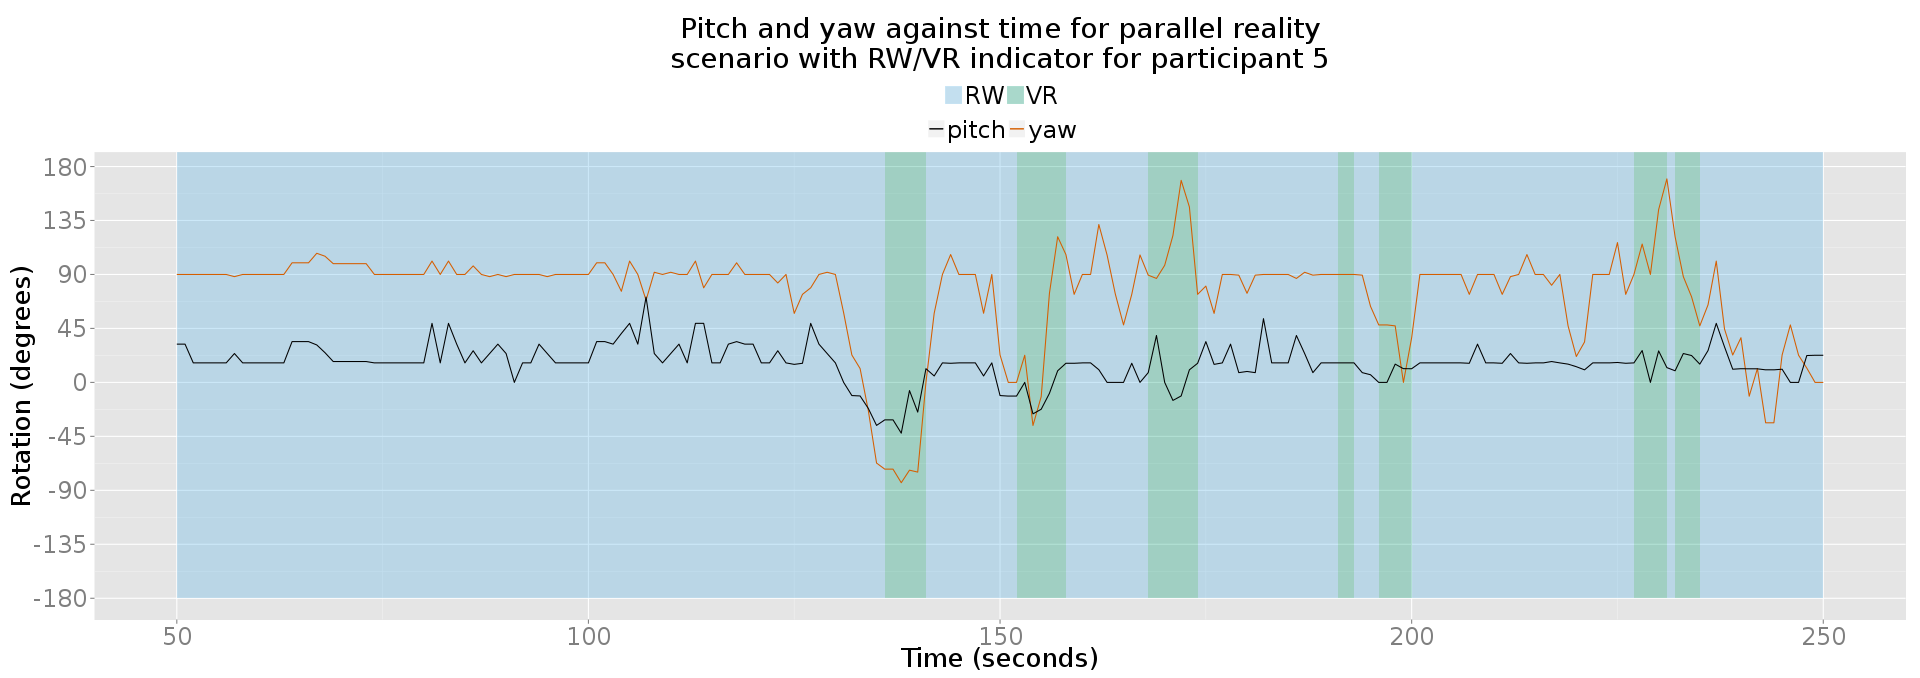 Pitch and yaw against time for parallel reality
scenario with RW/VR indicator for participant 5
RW VR
pitch yaw
180
135
90
45
0
-45
-90
-135
-180
Rotation (degrees)
50 100 150 200 250
Time (seconds)